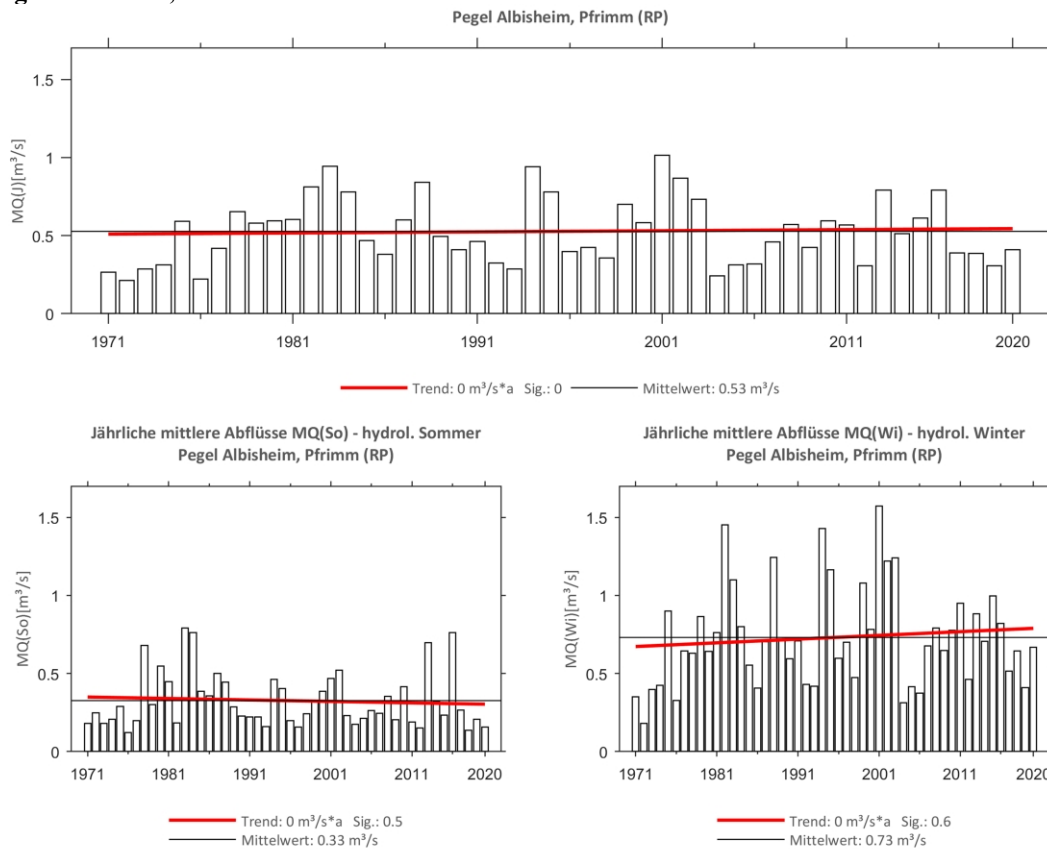 Pegel Albisheim, Pfrimm (RP)
MQ(J)[m³/s]
1.5
1
0.5
0
1971 1981 1991 2001 2011 2020
Trend: 0 m³/s*a Sig.: 0 Mittelwert: 0.53 m³/s
Jährliche mittlere Abflüsse MQ(So) - hydrol. Sommer
Pegel Albisheim, Pfrimm (RP)
MQ(So)[m³/s]
1.5
1
0.5
0
1971 1981 1991 2001 2011 2020
Trend: 0 m³/s*a Sig.: 0.5
Mittelwert: 0.33 m³/s
Jährliche mittlere Abflüsse MQ(Wi) - hydrol. Winter
Pegel Albisheim, Pfrimm (RP)
MQ(Wi)[m³/s]
1.5
1
0.5
0
1971 1981 1991 2001 2011 2020
Trend: 0 m³/s*a Sig.: 0.6
Mittelwert: 0.73 m³/s